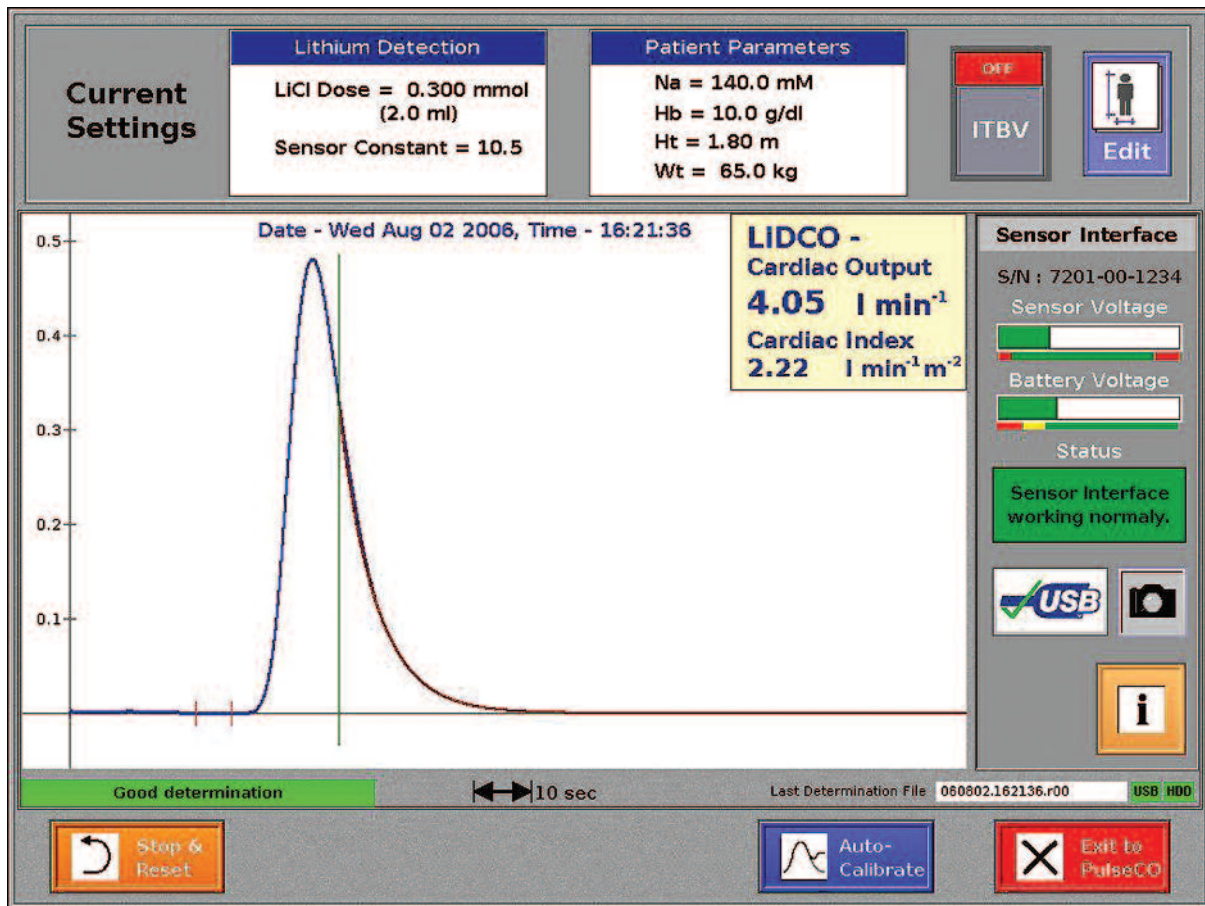 Current
Settings
Lithium Detection
LiCl Dose = 0.300 mmol
(2.0 ml)
Sensor Constant = 10.5
Patient Parameters
Na = 140.0 mM
Hb = 10.0 g/dl
Ht = 1.80 m
Wt = 65.0 kg
OFF
ITBV
Edit
Date - Wed Aug 02 2006, Time - 16:21:36
0.5
0.4
0.3
0.2
0.1
LiDCO -
Cardiac Output
4.05 l min⁻¹
Cardiac Index
2.22 l min⁻¹ m⁻²
Sensor Interface
S/N : 7201-00-1234
Sensor Voltage
Battery Voltage
Status
Sensor Interface
working normaly.
USB
i
Good determination
10 sec
Last Determination File 060802.162136.r00 USB HDD
Stop &
Reset
Auto-
Calibrate
Exit to
PulseCO